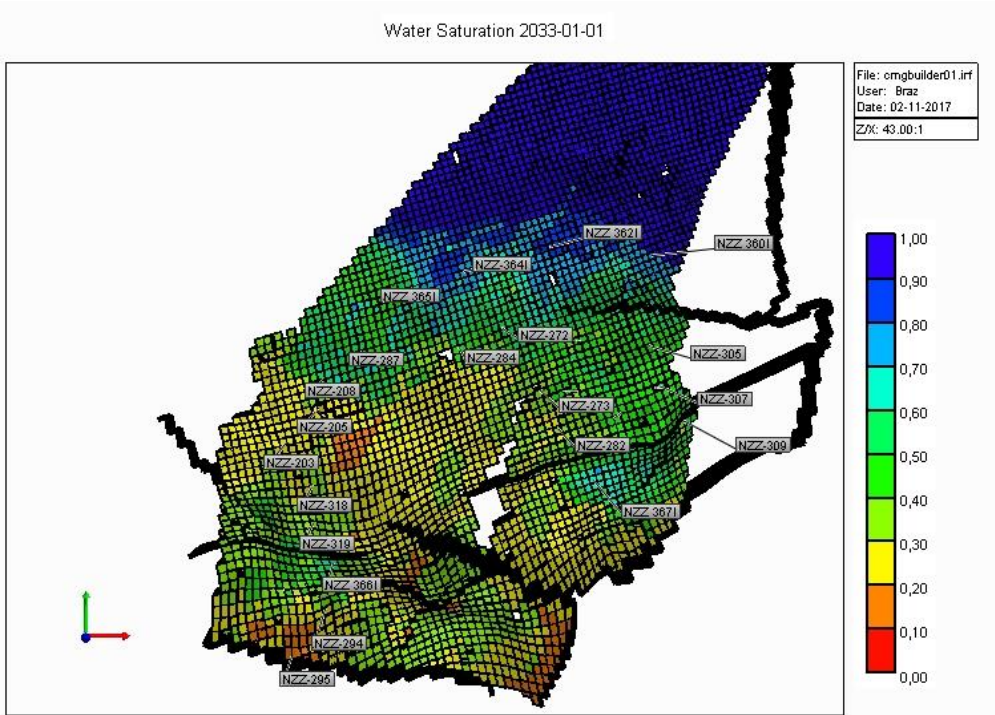 Water Saturation 2033-01-01
File: cmgbuilder01.irf
User: Braz
Date: 02-11-2017
Z/X: 43.00:1
NZZ 362I
NZZ 360I
NZZ-364I
NZZ 365I
NZZ-272
NZZ-305
NZZ-284
NZZ-287
NZZ-208
NZZ-307
NZZ-273
NZZ-205
NZZ-282
NZZ-309
NZZ-203
NZZ-318
NZZ 367I
NZZ-319
NZZ 366I
NZZ-294
NZZ-295
1,00
0,90
0,80
0,70
0,60
0,50
0,40
0,30
0,20
0,10
0,00